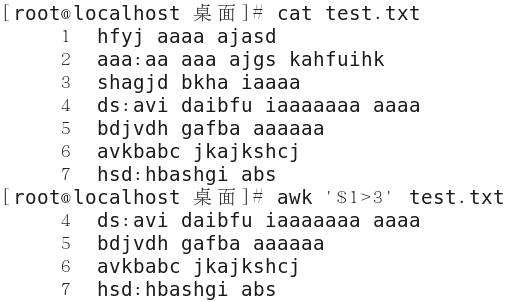 [root@localhost 桌面]# cat test.txt
1 hfyj aaaa ajasd
2 aaa:aa aaa ajgs kahfuihk
3 shagjd bkha iaaaa
4 ds:avi daibfu iaaaaaaa aaaa
5 bdjvdh gafba aaaaaa
6 avkbabc jkajkshcj
7 hsd:hbashgi abs
[root@localhost 桌面]# awk '$1>3' test.txt
4 ds:avi daibfu iaaaaaaa aaaa
5 bdjvdh gafba aaaaaa
6 avkbabc jkajkshcj
7 hsd:hbashgi abs